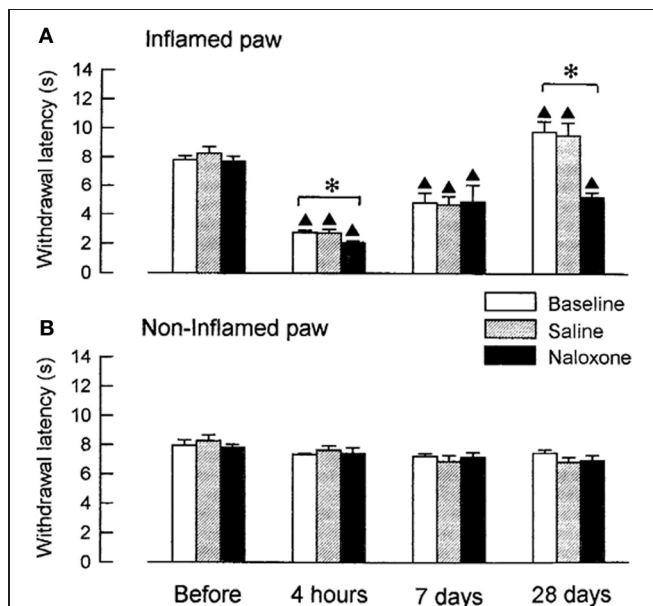 A
Inflamed paw
Withdrawal latency (s)
14
12
10
8
6
4
2
0
*
*
Baseline
Saline
Naloxone
B
Non-Inflamed paw
Withdrawal latency (s)
14
12
10
8
6
4
2
0
Before 4 hours 7 days 28 days